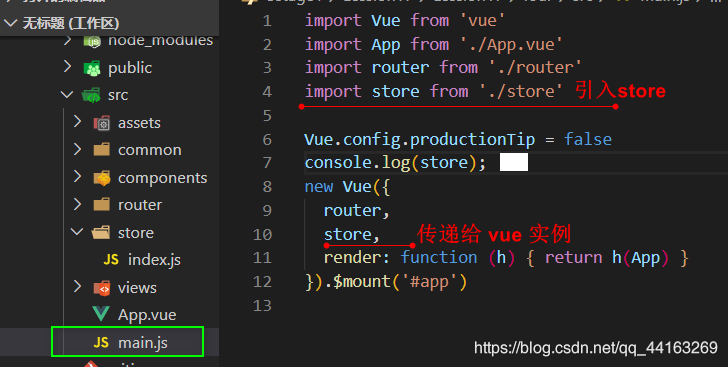 无标题 (工作区)
node_modules
public
src
assets
common
components
router
store
JS index.js
views
App.vue
JS main.js
1 import Vue from 'vue'
2 import App from './App.vue'
3 import router from './router'
4 import store from './store' 引入store
5
6 Vue.config.productionTip = false
7 console.log(store);
8 new Vue({
9 router,
10 store, 传递给 vue 实例
11 render: function (h) { return h(App) }
12 }).$mount('#app')
13
https://blog.csdn.net/qq_44163269